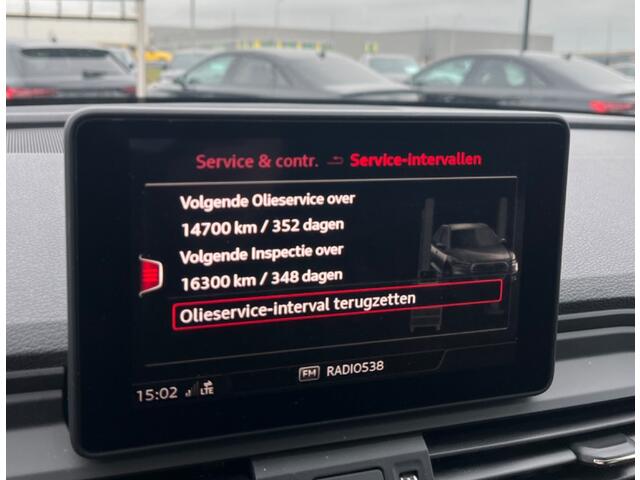 Service & contr. Service-intervallen
Volgende Olieservice over
14700 km / 352 dagen
Volgende Inspectie over
16300 km / 348 dagen
Olieservice-interval terugzetten
FM RADIO538
15:02 LTE